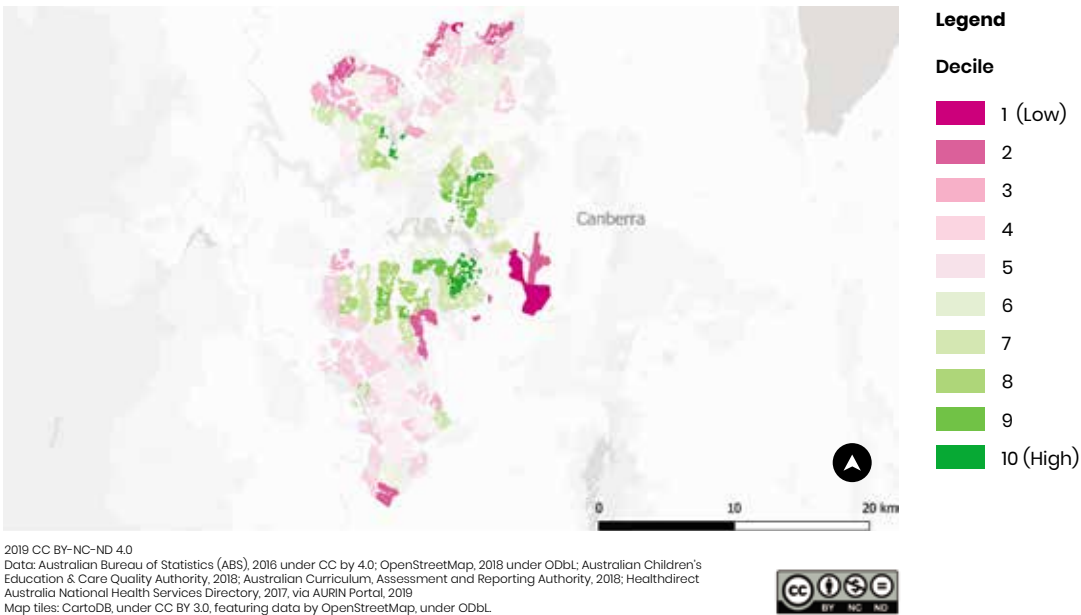 Legend
Decile
1 (Low)
2
3
4
5
6
7
8
9
10 (High)
Canberra
0 10 20 km
2019 CC BY-NC-ND 4.0
Data: Australian Bureau of Statistics (ABS), 2016 under CC by 4.0; OpenStreetMap, 2018 under ODbL; Australian Children's
Education & Care Quality Authority, 2018; Australian Curriculum, Assessment and Reporting Authority, 2018; Healthdirect
Australia National Health Services Directory, 2017, via AURIN Portal, 2019
Map tiles: CartoDB, under CC BY 3.0, featuring data by OpenStreetMap, under ODbL.
cc BY NC ND